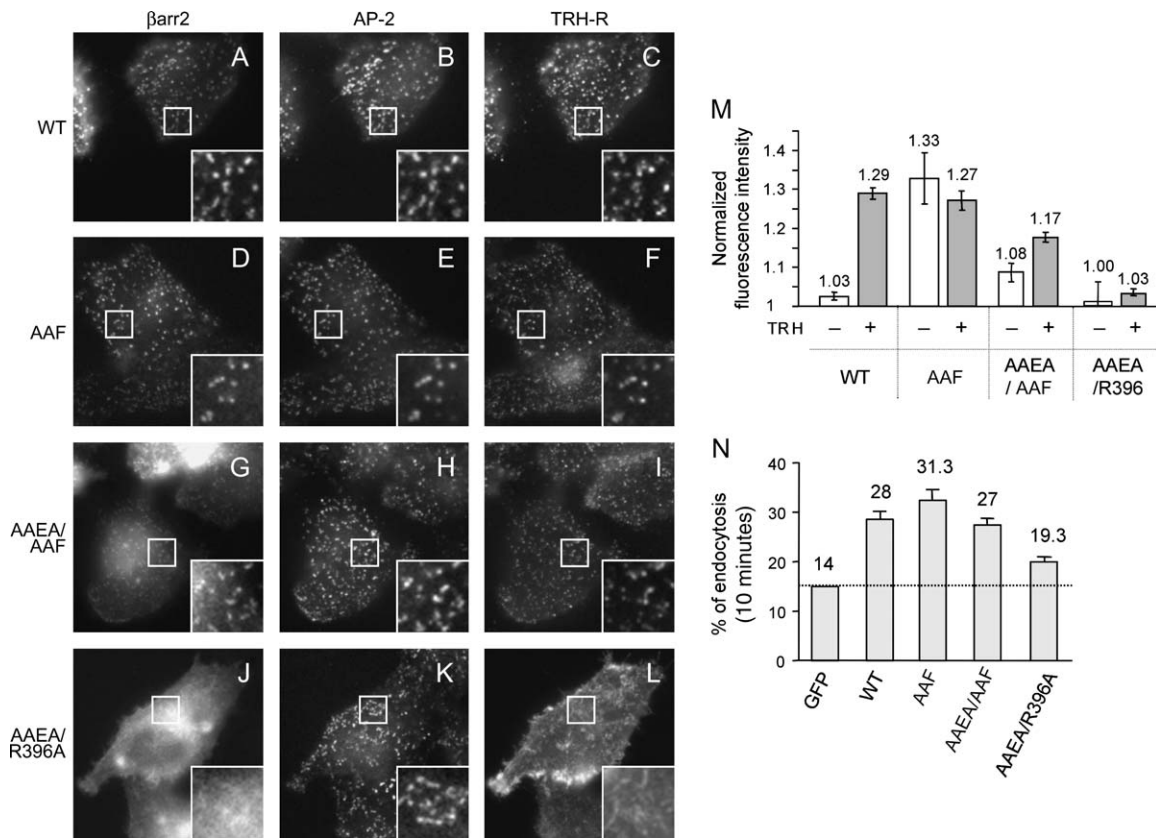 βarr2 AP-2 TRH-R
WT A B C
AAF D E F
AAEA/
AAF G H I
AAEA/
R396A J K L
M
Normalized
fluorescence intensity
1.4
1.3
1.2
1.1
1
1.03 1.29 1.33 1.27 1.08 1.17 1.00 1.03
TRH – + – + – + – +
WT AAF AAEA
/ AAF AAEA
/R396
N
% of endocytosis
(10 minutes)
40
30
20
10
0
14 28 31.3 27 19.3
GFP WT AAF AAEA/AAF AAEA/R396A